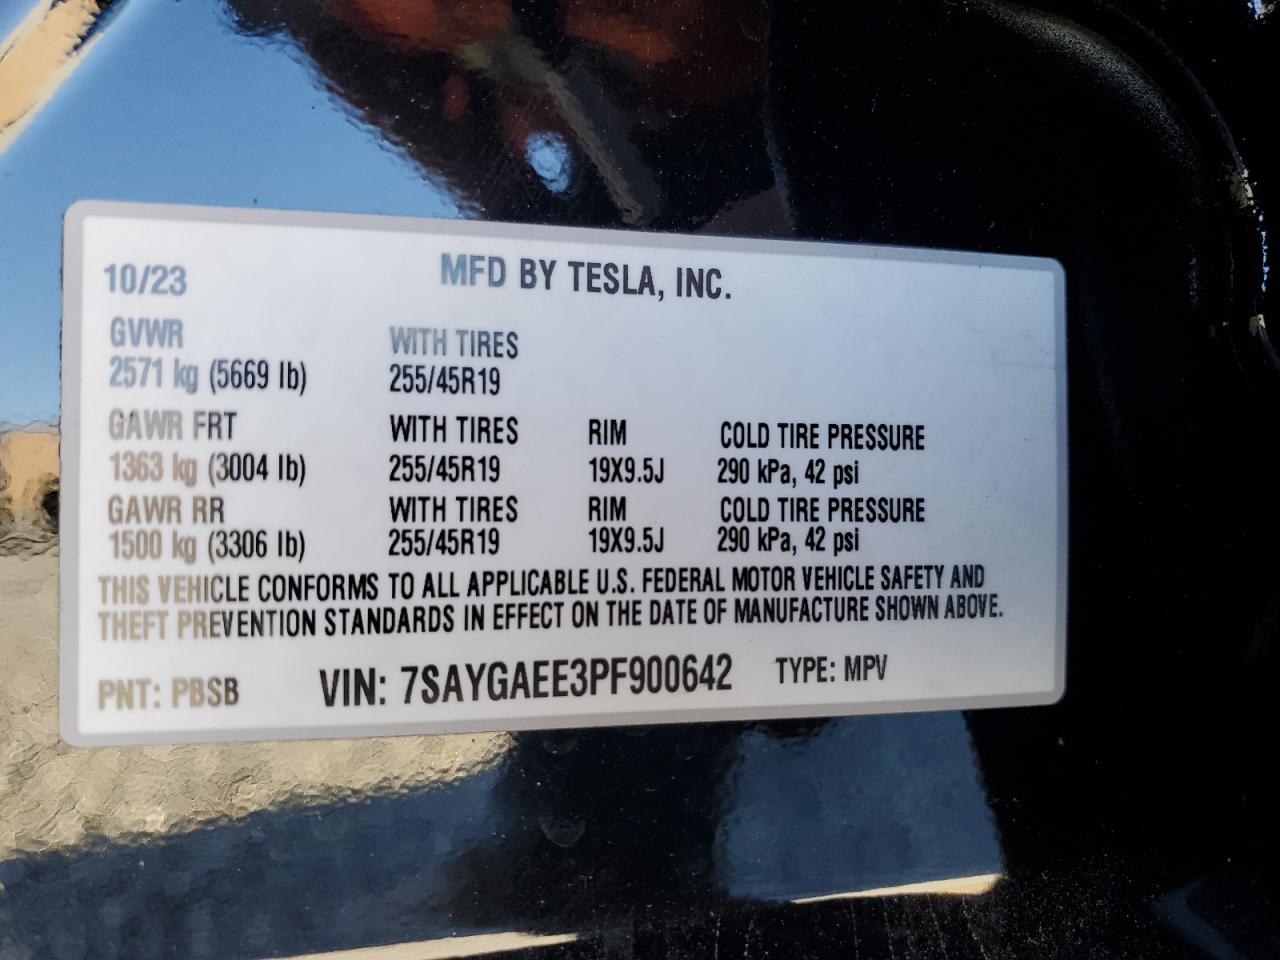 10/23 MFD BY TESLA, INC.
GVWR WITH TIRES
2571 kg (5669 lb) 255/45R19
GAWR FRT WITH TIRES RIM COLD TIRE PRESSURE
1363 kg (3004 lb) 255/45R19 19X9.5J 290 kPa, 42 psi
GAWR RR WITH TIRES RIM COLD TIRE PRESSURE
1500 kg (3306 lb) 255/45R19 19X9.5J 290 kPa, 42 psi
THIS VEHICLE CONFORMS TO ALL APPLICABLE U.S. FEDERAL MOTOR VEHICLE SAFETY AND
THEFT PREVENTION STANDARDS IN EFFECT ON THE DATE OF MANUFACTURE SHOWN ABOVE.
PNT: PBSB VIN: 7SAYGAEE3PF900642 TYPE: MPV